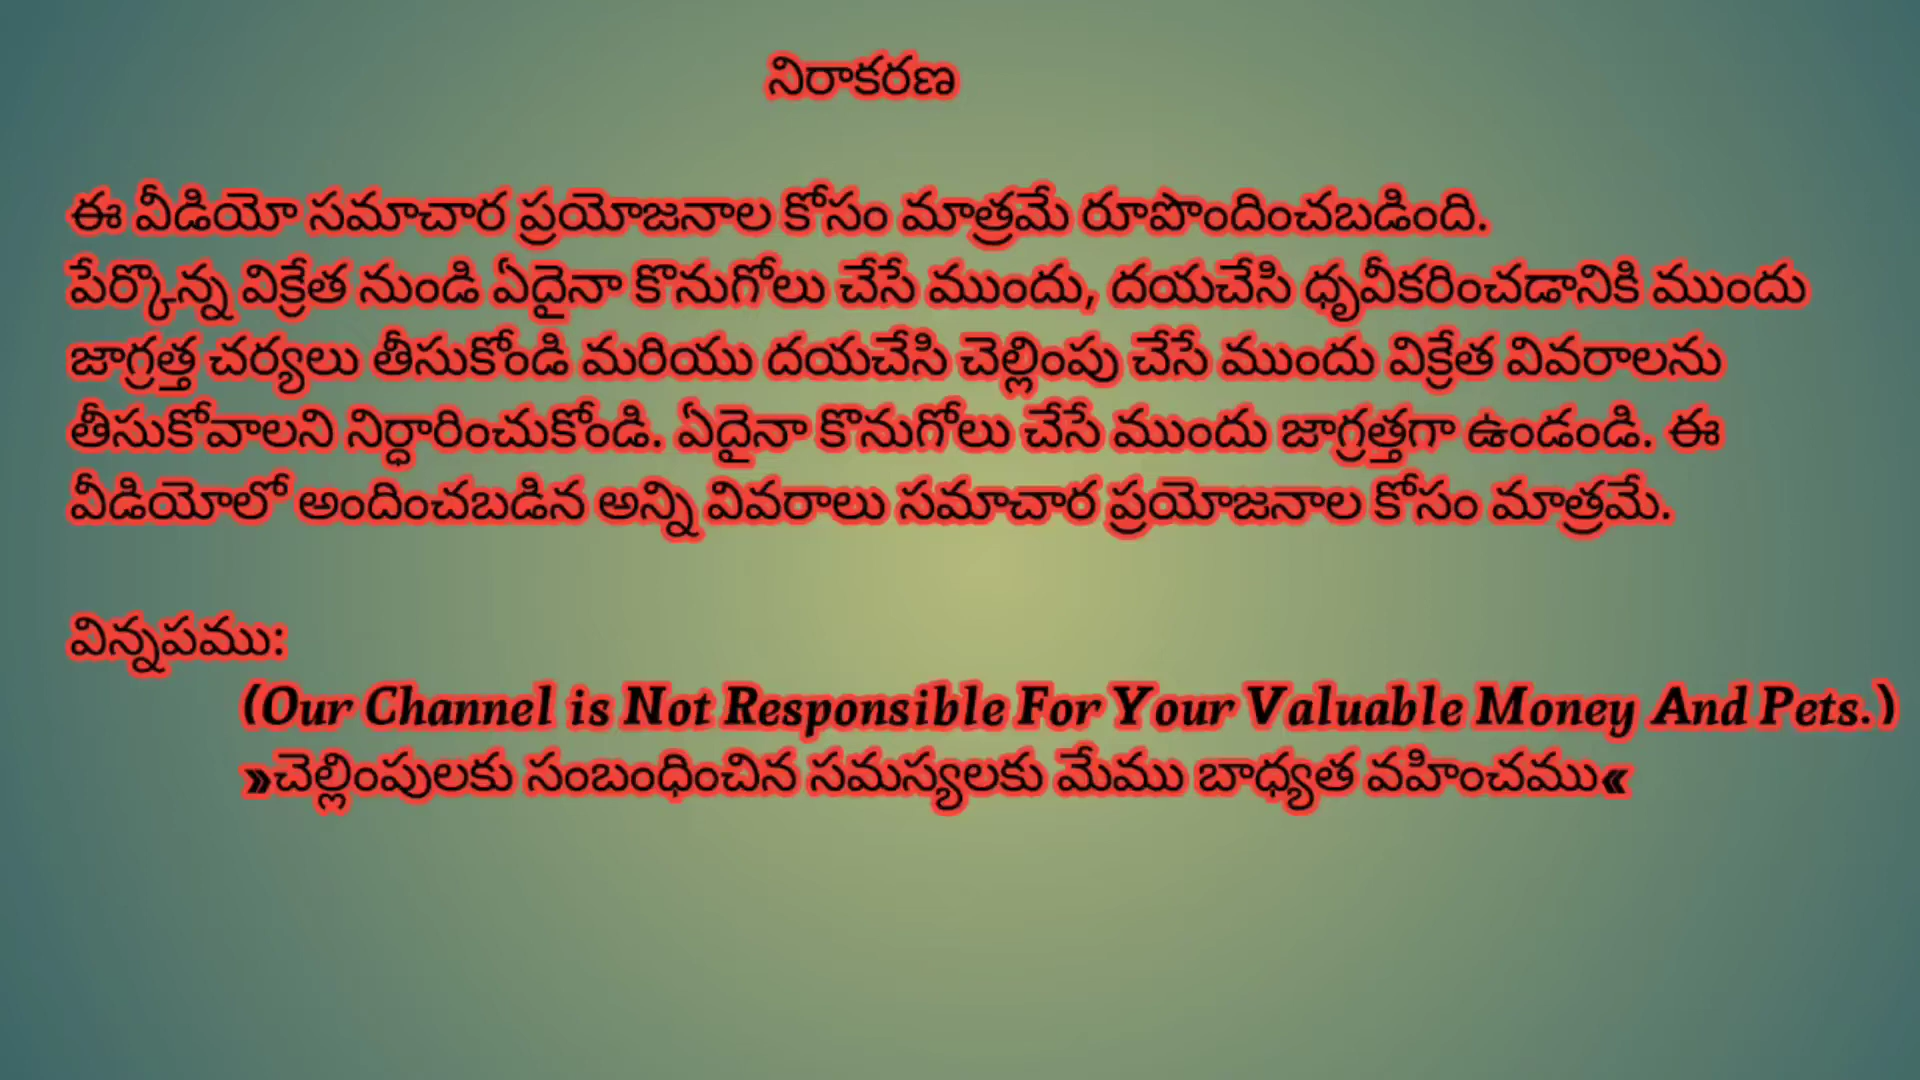 నిరాకరణ
ఈ వీడియో సమాచార ప్రయోజనాల కోసం మాత్రమే రూపొందించబడింది.
పేర్కొన్న విక్రేత నుండి ఏదైనా కొనుగోలు చేసే ముందు, దయచేసి ధృవీకరించడానికి ముందు
జాగ్రత్త చర్యలు తీసుకోండి మరియు దయచేసి చెల్లింపు చేసే ముందు విక్రేత వివరాలను
తీసుకోవాలని నిర్ధారించుకోండి. ఏదైనా కొనుగోలు చేసే ముందు జాగ్రత్తగా ఉండండి. ఈ
వీడియోలో అందించబడిన అన్ని వివరాలు సమాచార ప్రయోజనాల కోసం మాత్రమే.
విన్నపము:
(Our Channel is Not Responsible For Your Valuable Money And Pets.)
»చెల్లింపులకు సంబంధించిన సమస్యలకు మేము బాధ్యత వహించము«